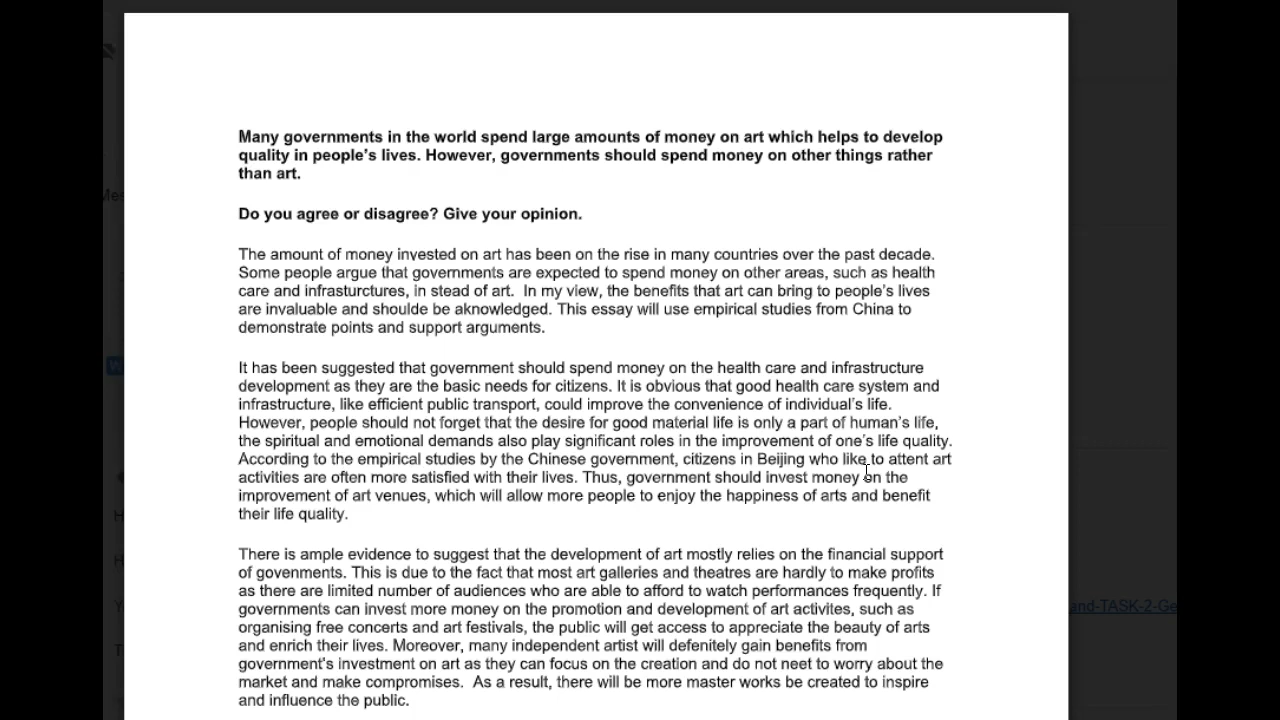 Many governments in the world spend large amounts of money on art which helps to develop
quality in people's lives. However, governments should spend money on other things rather
than art.
Do you agree or disagree? Give your opinion.
The amount of money invested on art has been on the rise in many countries over the past decade.
Some people argue that governments are expected to spend money on other areas, such as health
care and infrasturctures, in stead of art.  In my view, the benefits that art can bring to people's lives
are invaluable and shoulde be aknowledged. This essay will use empirical studies from China to
demonstrate points and support arguments.
It has been suggested that government should spend money on the health care and infrastructure
development as they are the basic needs for citizens. It is obvious that good health care system and
infrastructure, like efficient public transport, could improve the convenience of individual's life.
However, people should not forget that the desire for good material life is only a part of human's life,
the spiritual and emotional demands also play significant roles in the improvement of one's life quality.
According to the empirical studies by the Chinese government, citizens in Beijing who like to attent art
activities are often more satisfied with their lives. Thus, government should invest money on the
improvement of art venues, which will allow more people to enjoy the happiness of arts and benefit
their life quality.
There is ample evidence to suggest that the development of art mostly relies on the financial support
of govenments. This is due to the fact that most art galleries and theatres are hardly to make profits
as there are limited number of audiences who are able to afford to watch performances frequently. If
governments can invest more money on the promotion and development of art activites, such as
organising free concerts and art festivals, the public will get access to appreciate the beauty of arts
and enrich their lives. Moreover, many independent artist will defenitely gain benefits from
government's investment on art as they can focus on the creation and do not neet to worry about the
market and make compromises.  As a result, there will be more master works be created to inspire
and influence the public.
and-TASK-2-Ge